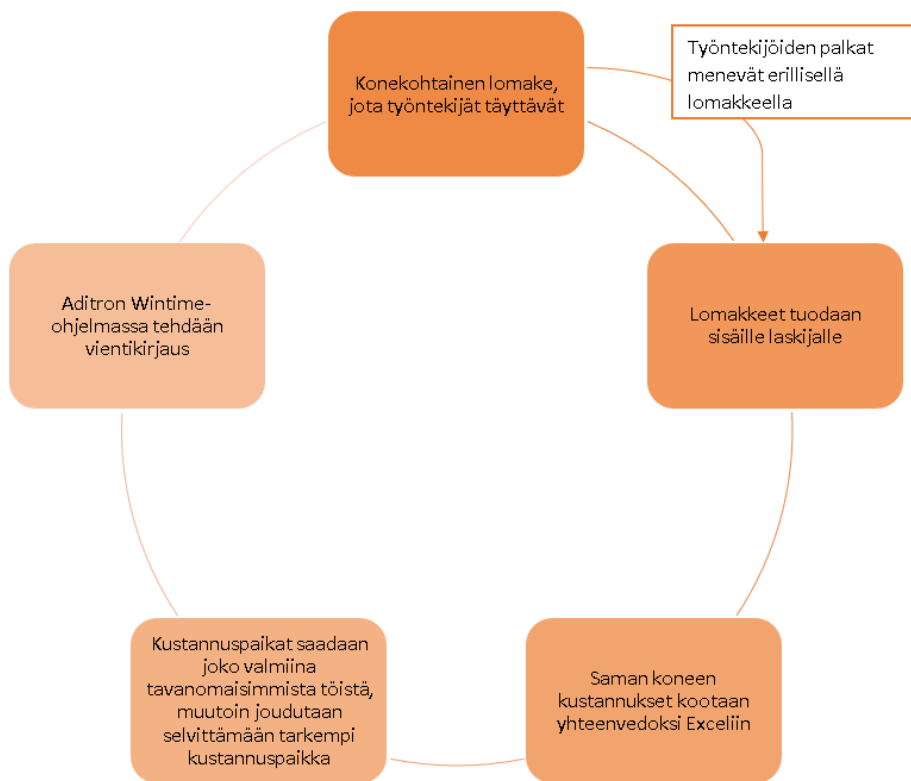 Konekohtainen lomake,
jota työntekijät täyttävät
Työntekijöiden palkat
menevät erillisellä
lomakkeella
Lomakkeet tuodaan
sisäille laskijalle
Saman koneen
kustannukset kootaan
yhteenvedoksi Exceliin
Kustannuspaikat saadaan
joko valmiina
tavanomaisimmista töistä,
muutoin joudutaan
selvittämään tarkempi
kustannuspaikka
Aditron Wintime-
ohjelmassa tehdään
vientikirjaus